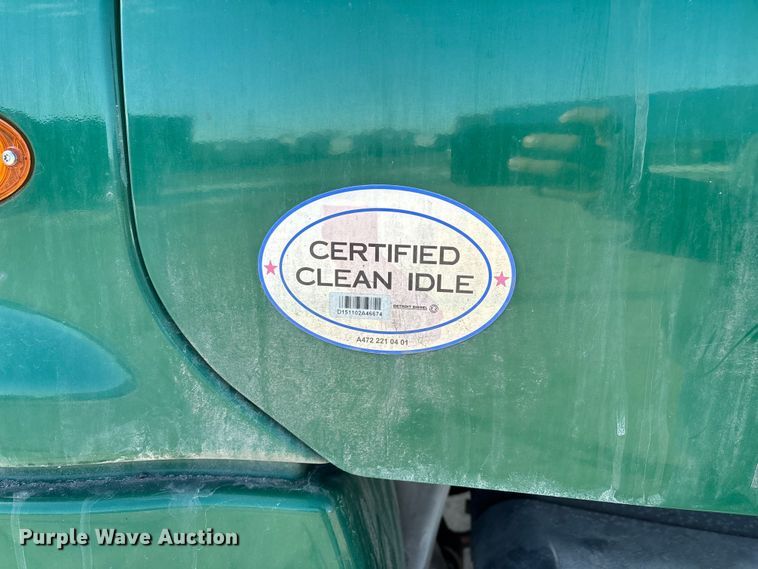 CERTIFIED
CLEAN IDLE
D151102A46674
DETROIT DIESEL
A472 221 04 01
Purple Wave Auction